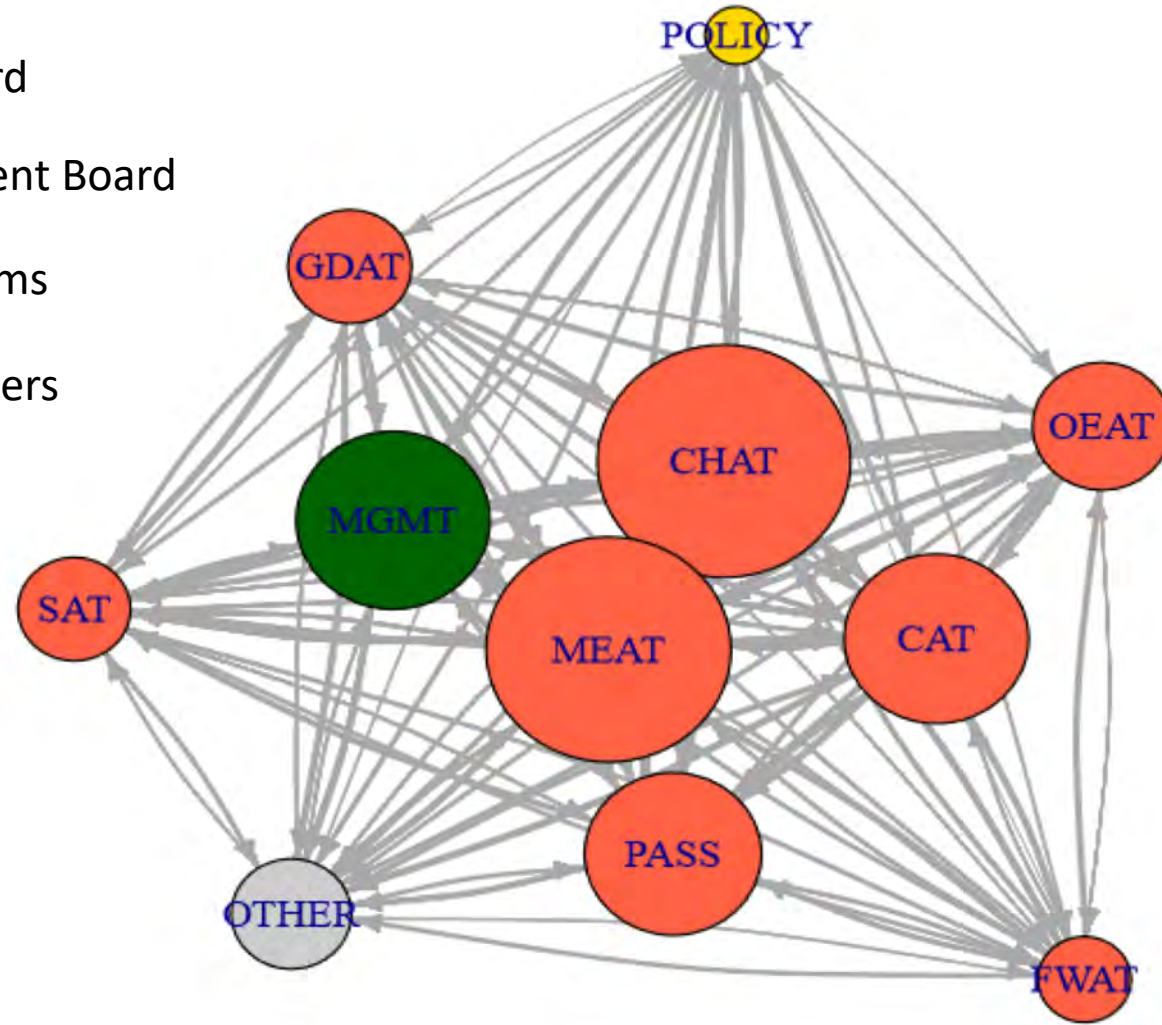 POLICY
rd
ent Board
ms
ers
GDAT
OEAT
CHAT
MGMT
SAT
MEAT
CAT
PASS
OTHER
FWAT